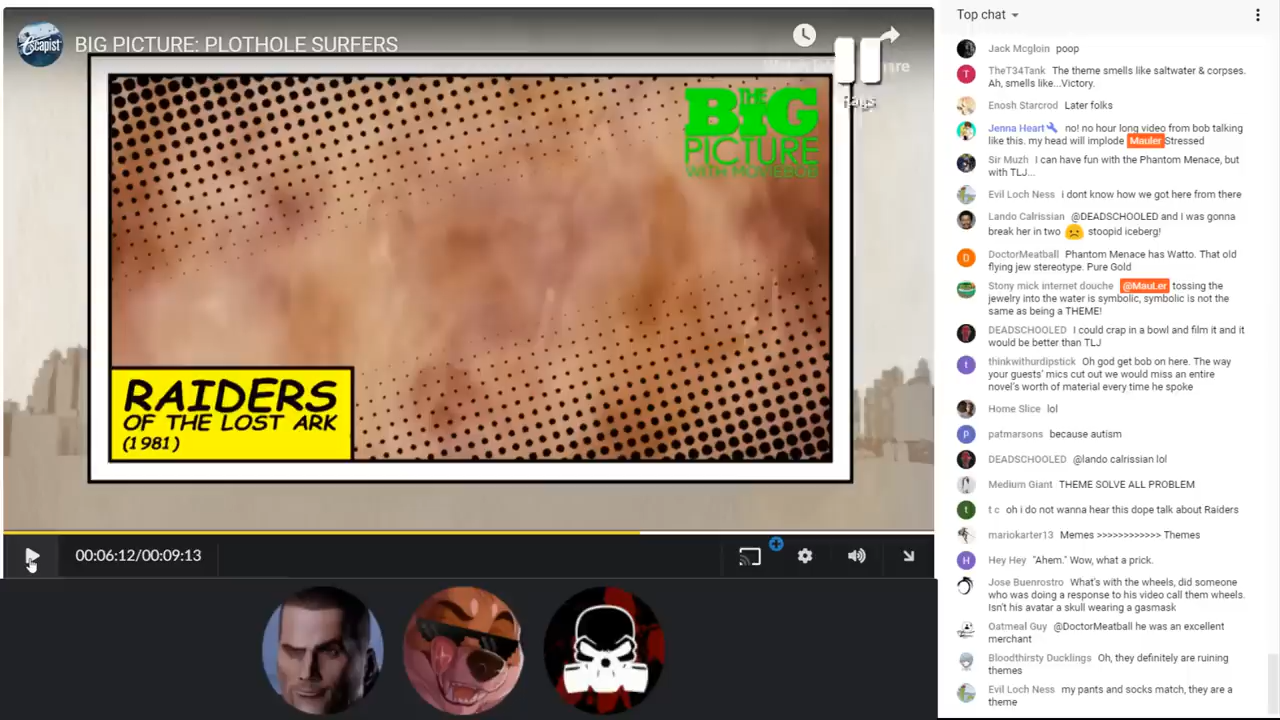 Escapist
BIG PICTURE: PLOTHOLE SURFERS
THE
BiG
PICTURE
WITH MOVIEBOB
Rags
RAIDERS
OF THE LOST ARK
(1981)
00:06:12/00:09:13
Top chat
Jack Mcgloin poop
TheT34Tank The theme smells like saltwater & corpses.
Ah, smells like...Victory.
Enosh Starcrod Later folks
Jenna Heart no! no hour long video from bob talking
like this. my head will implode Mauler Stressed
Sir Muzh I can have fun with the Phantom Menace, but
with TLJ...
Evil Loch Ness i dont know how we got here from there
Lando Calrissian @DEADSCHOOLED and I was gonna
break her in two stoopid iceberg!
DoctorMeatball Phantom Menace has Watto. That old
flying jew stereotype. Pure Gold
Stony mick internet douche @MauLer tossing the
jewelry into the water is symbolic, symbolic is not the
same as being a THEME!
DEADSCHOOLED I could crap in a bowl and film it and it
would be better than TLJ
thinkwithurdipstick Oh god get bob on here. The way
your guests' mics cut out we would miss an entire
novel's worth of material every time he spoke
Home Slice lol
patmarsons because autism
DEADSCHOOLED @lando calrissian lol
Medium Giant THEME SOLVE ALL PROBLEM
t c oh i do not wanna hear this dope talk about Raiders
mariokarter13 Memes >>>>>>>>>>>> Themes
Hey Hey "Ahem." Wow, what a prick.
Jose Buenrostro What's with the wheels, did someone
who was doing a response to his video call them wheels.
Isn't his avatar a skull wearing a gasmask
Oatmeal Guy @DoctorMeatball he was an excellent
merchant
Bloodthirsty Ducklings Oh, they definitely are ruining
themes
Evil Loch Ness my pants and socks match, they are a
theme